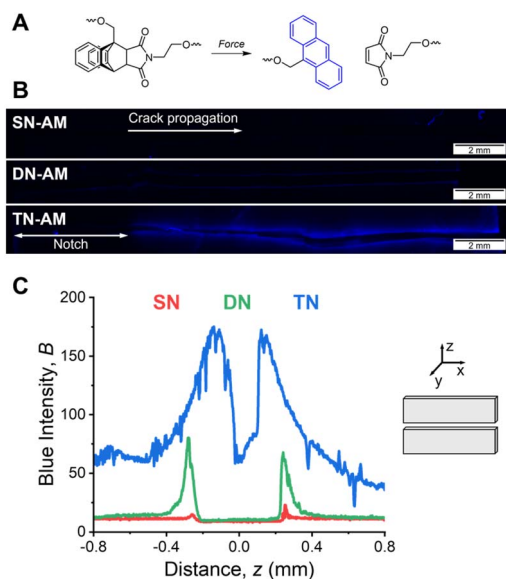 A
O
O
N
O
O
Force
O
O
N
O
O
B
SN-AM
Crack propagation
2 mm
DN-AM
2 mm
TN-AM
Notch
2 mm
C
200
SN DN TN
150
100
50
0
Blue Intensity, B
-0.8 -0.4 0.0 0.4 0.8
Distance, z (mm)
z
x
y